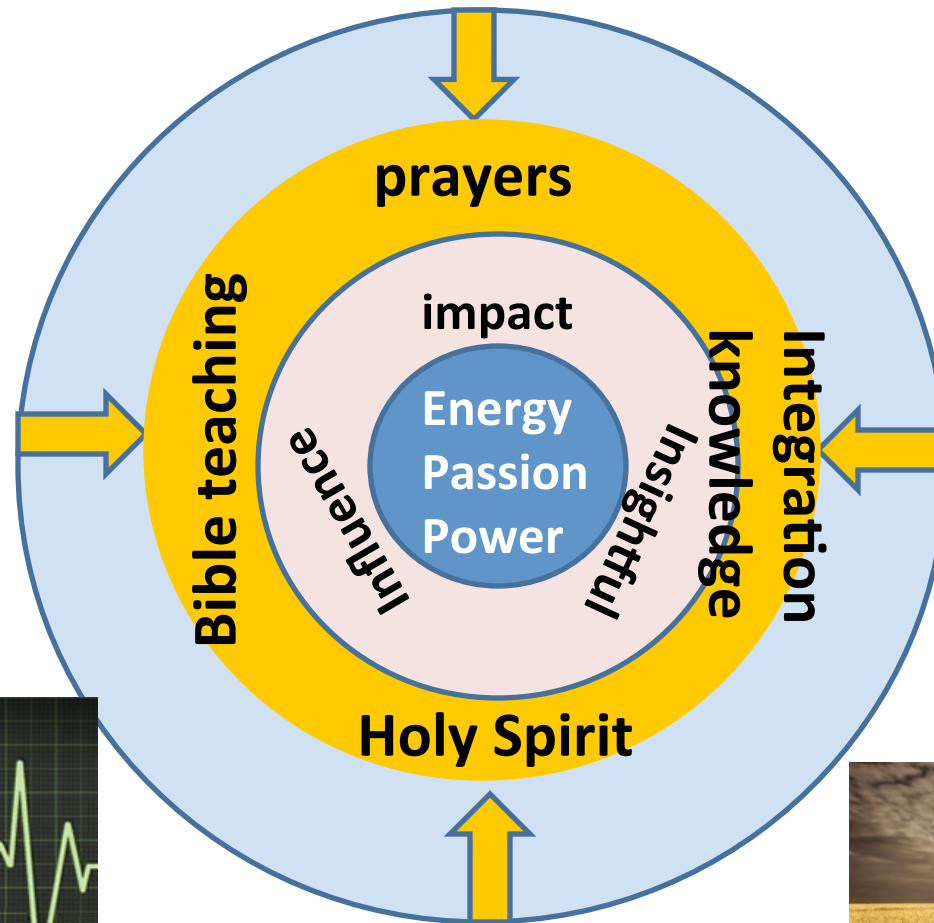 prayers
impact
Energy
Passion
Power
Bible teaching
Influence
Insightful
Integration
knowledge
Holy Spirit